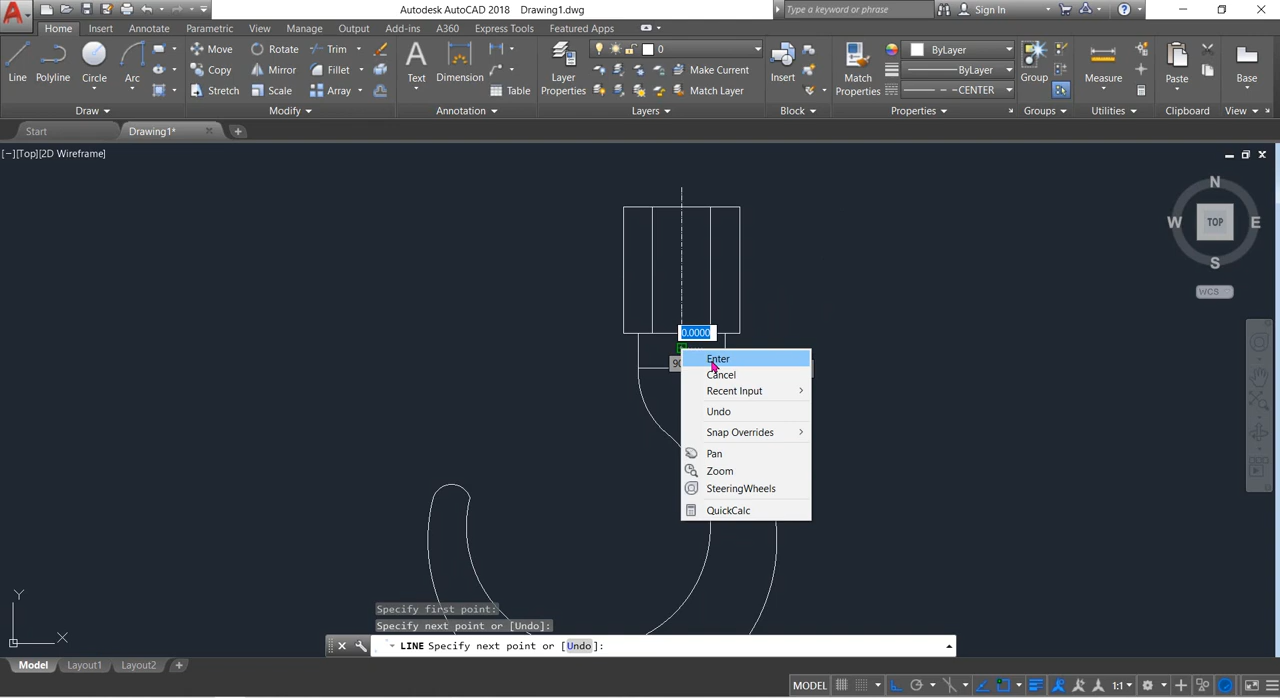 Autodesk AutoCAD 2018 Drawing1.dwg
Type a keyword or phrase
Sign In
Home Insert Annotate Parametric View Manage Output Add-ins A360 Express Tools Featured Apps
Line Polyline Circle Arc
Move Rotate Trim
Copy Mirror Fillet
Stretch Scale Array
Text Dimension Table
Layer Properties
0
Make Current
Match Layer
Insert
Match Properties
ByLayer
ByLayer
CENTER
Group
Measure
Paste
Base
Draw Modify Annotation Layers Block Properties Groups Utilities Clipboard View
Start Drawing1*
[−][Top][2D Wireframe]
N
W TOP E
S
WCS
0.0000
90
Enter
Cancel
Recent Input
Undo
Snap Overrides
Pan
Zoom
SteeringWheels
QuickCalc
Y
X
Specify first point:
Specify next point or [Undo]:
LINE Specify next point or [Undo]:
Model Layout1 Layout2
MODEL 1:1